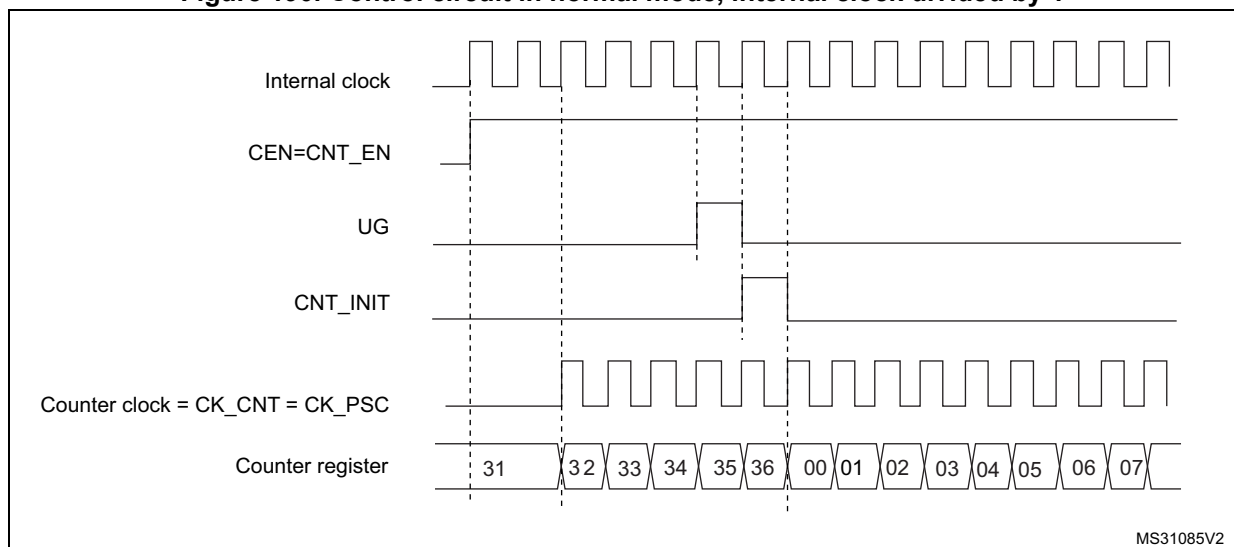 Internal clock
CEN=CNT_EN
UG
CNT_INIT
Counter clock = CK_CNT = CK_PSC
Counter register 31 32 33 34 35 36 00 01 02 03 04 05 06 07
MS31085V2